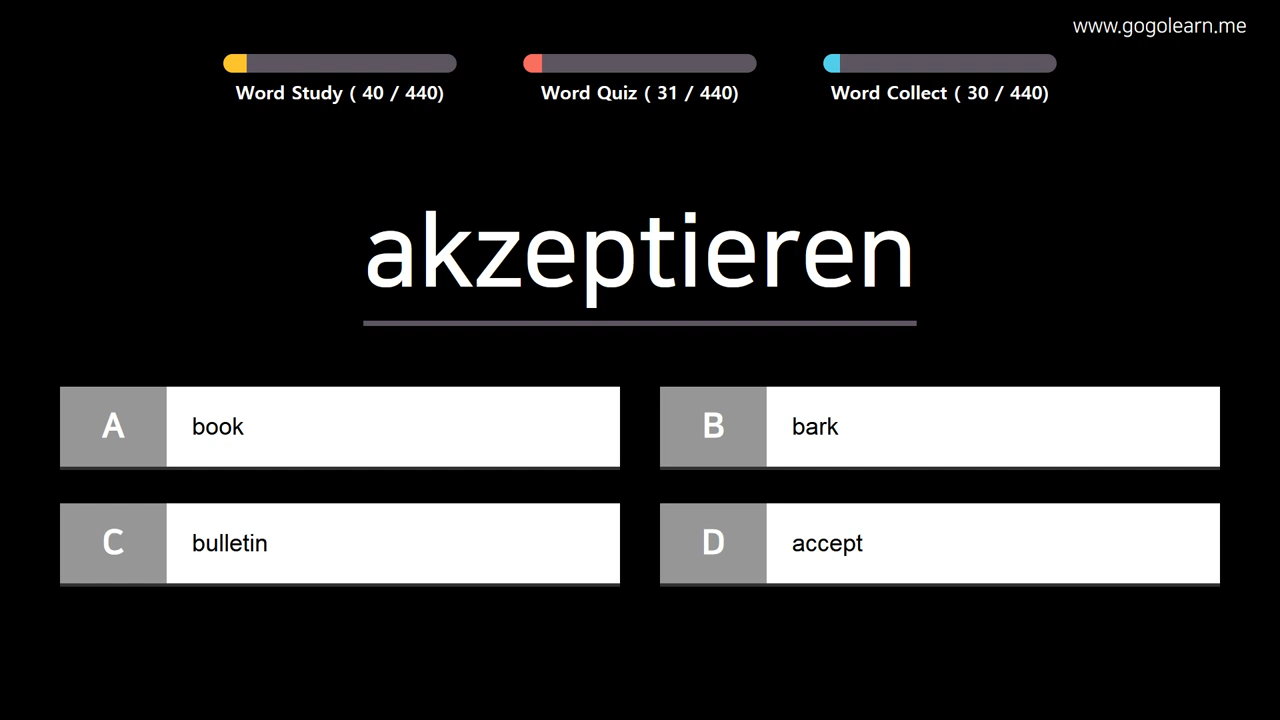 www.gogolearn.me
Word Study ( 40 / 440)
Word Quiz ( 31 / 440)
Word Collect ( 30 / 440)
akzeptieren
A book
B bark
C bulletin
D accept